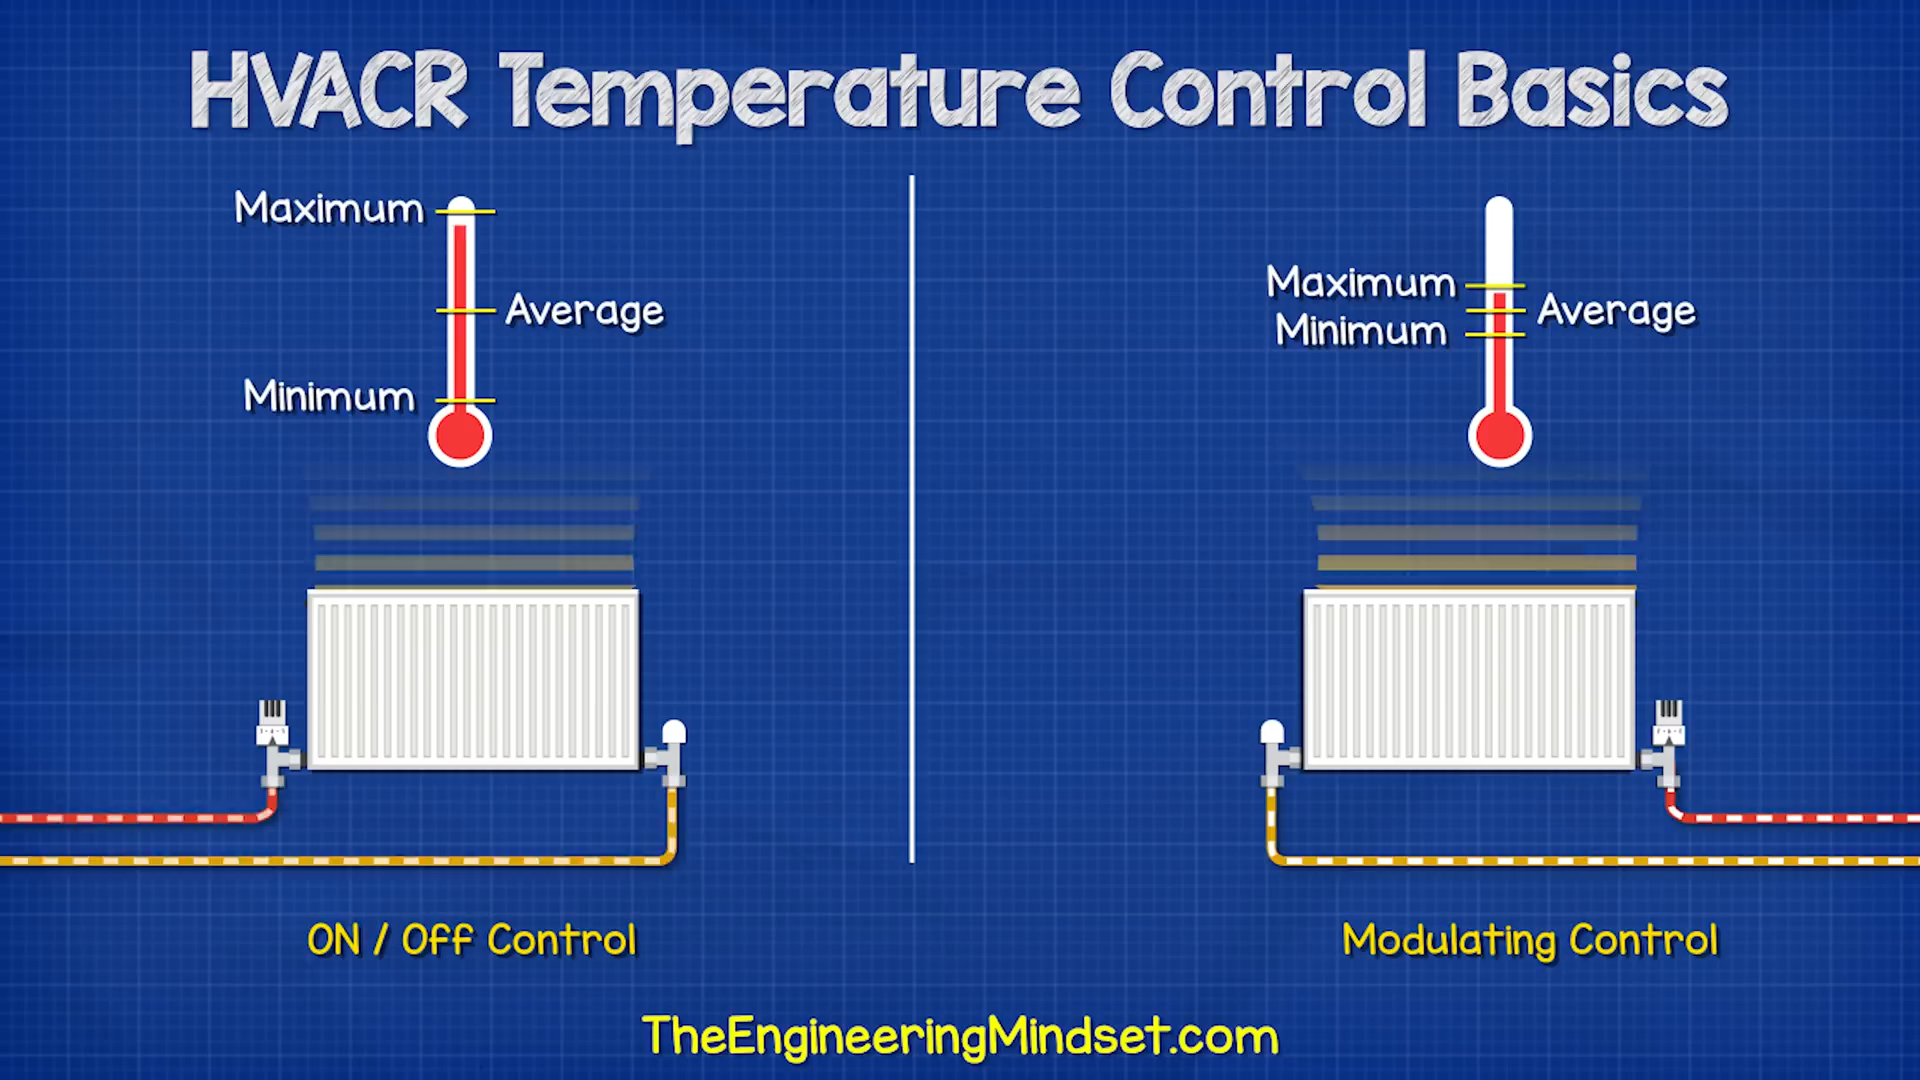 HVACR Temperature Control Basics
Maximum
Average
Minimum
Maximum
Minimum
Average
ON / Off Control
Modulating Control
TheEngineeringMindset.com